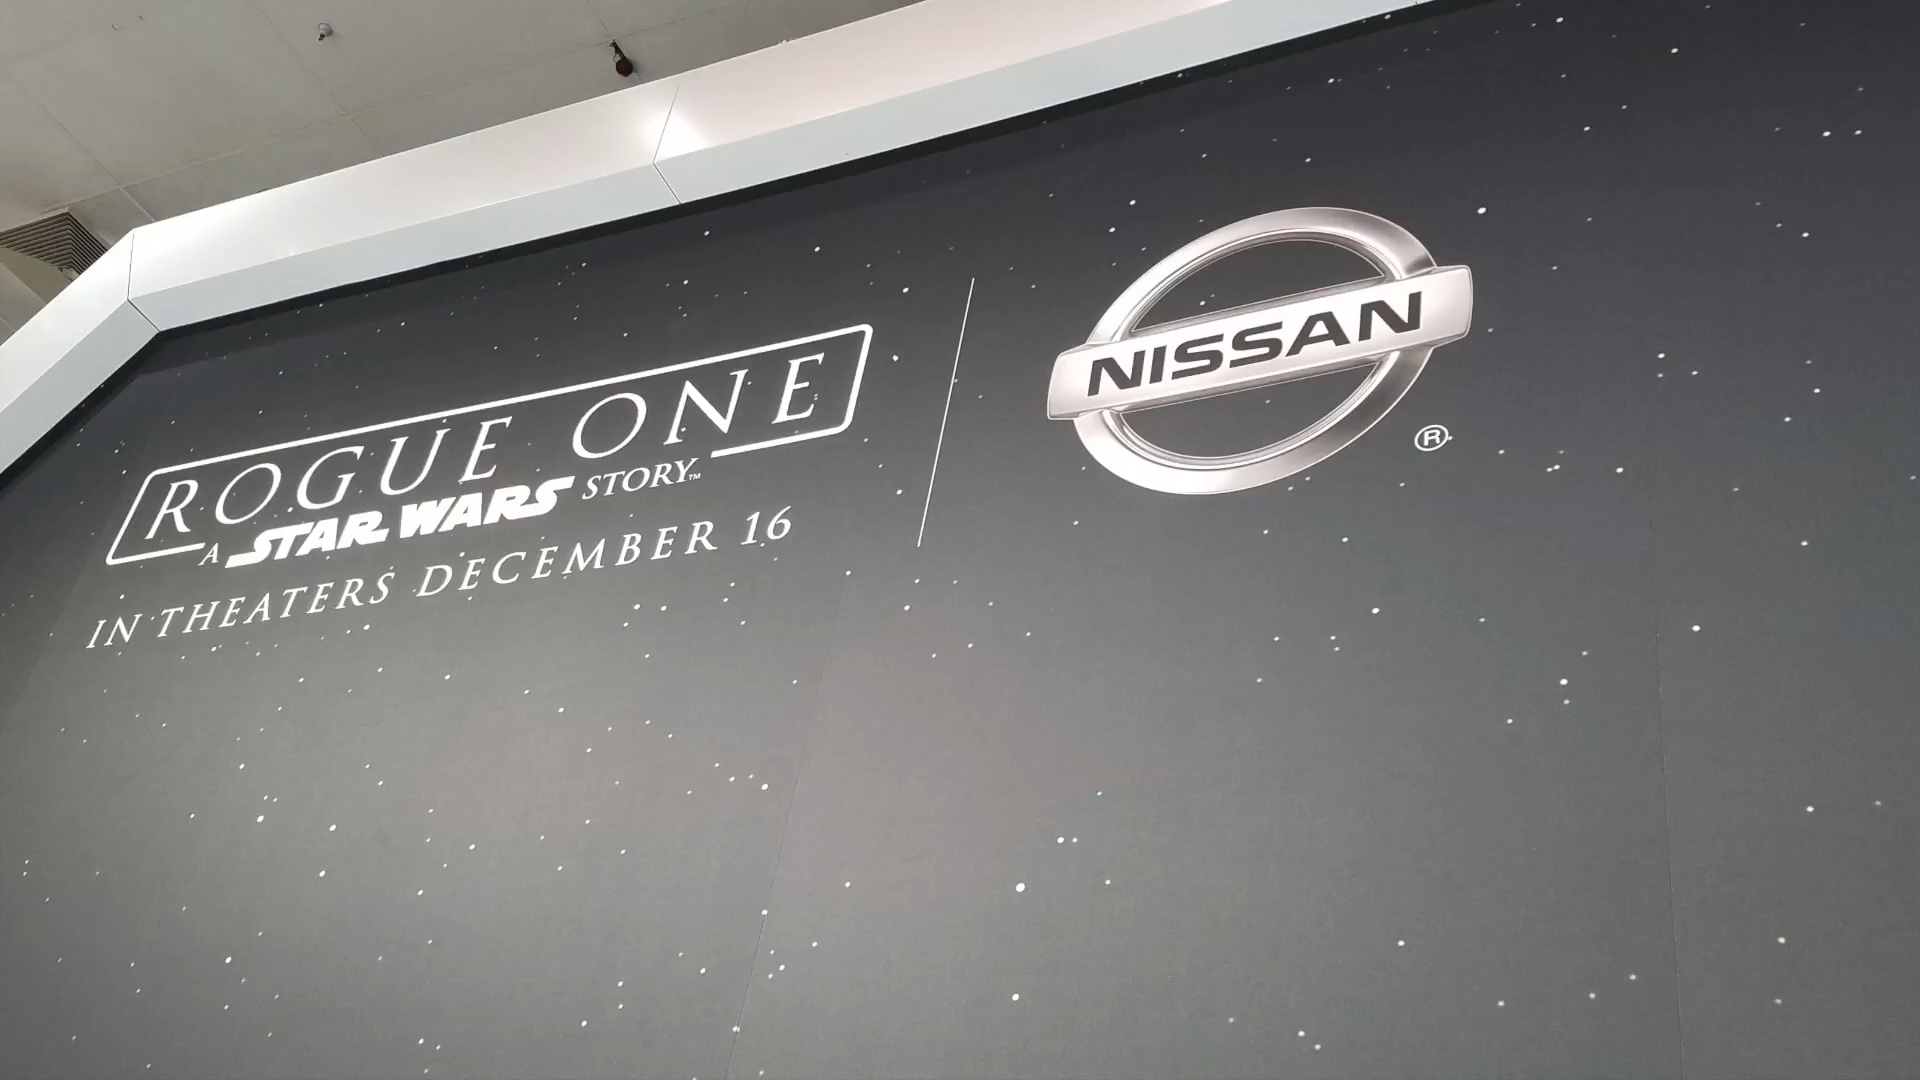 ROGUE ONE
A STAR WARS STORY™
IN THEATERS DECEMBER 16
NISSAN
®